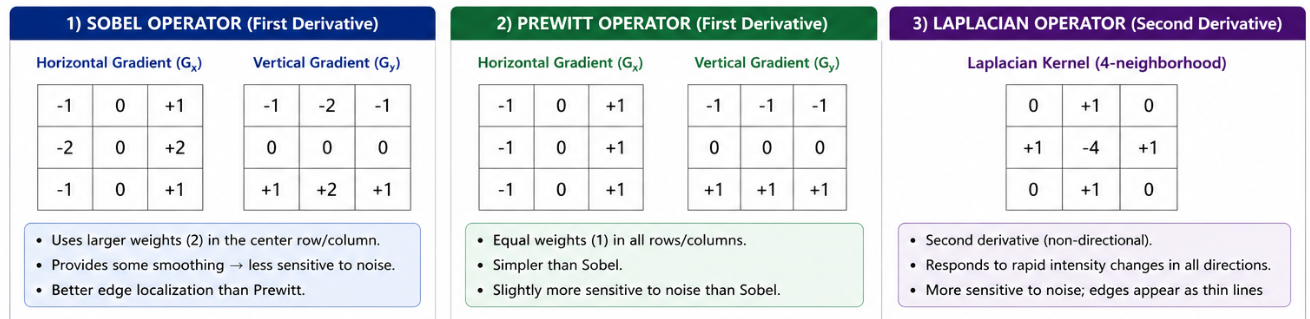 1) SOBEL OPERATOR (First Derivative)
Horizontal Gradient (Gx)
Vertical Gradient (Gy)
-1 0 +1
-2 0 +2
-1 0 +1
-1 -2 -1
0 0 0
+1 +2 +1
• Uses larger weights (2) in the center row/column.
• Provides some smoothing → less sensitive to noise.
• Better edge localization than Prewitt.
2) PREWITT OPERATOR (First Derivative)
Horizontal Gradient (Gx)
Vertical Gradient (Gy)
-1 0 +1
-1 0 +1
-1 0 +1
-1 -1 -1
0 0 0
+1 +1 +1
• Equal weights (1) in all rows/columns.
• Simpler than Sobel.
• Slightly more sensitive to noise than Sobel.
3) LAPLACIAN OPERATOR (Second Derivative)
Laplacian Kernel (4-neighborhood)
0 +1 0
+1 -4 +1
0 +1 0
• Second derivative (non-directional).
• Responds to rapid intensity changes in all directions.
• More sensitive to noise; edges appear as thin lines